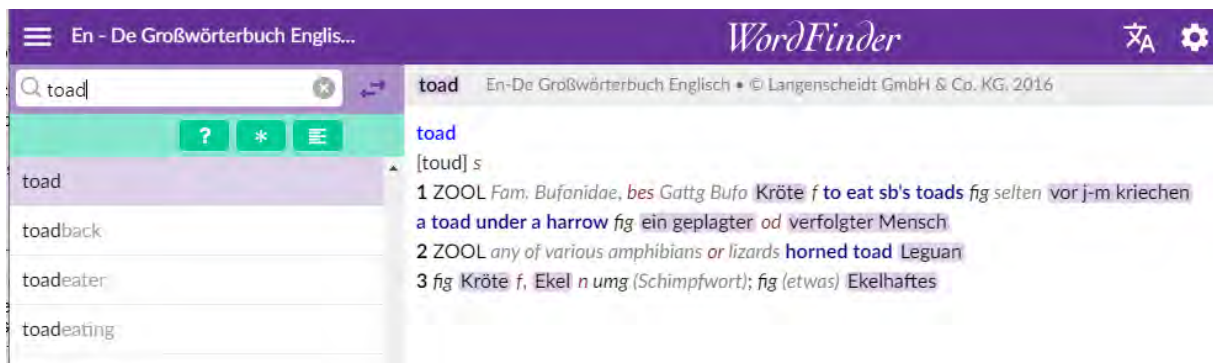 En - De Großwörterbuch Englis...
WordFinder
toad
? *
toad
toadback
toadeater
toadeating
toad En-De Großwörterbuch Englisch • © Langenscheidt GmbH & Co. KG, 2016
toad
[toud] s
1 ZOOL Fam. Bufonidae, bes Gattg Bufo Kröte f to eat sb's toads fig selten vor j-m kriechen
a toad under a harrow fig ein geplagter od verfolgter Mensch
2 ZOOL any of various amphibians or lizards horned toad Leguan
3 fig Kröte f, Ekel n umg (Schimpfwort); fig (etwas) Ekelhaftes